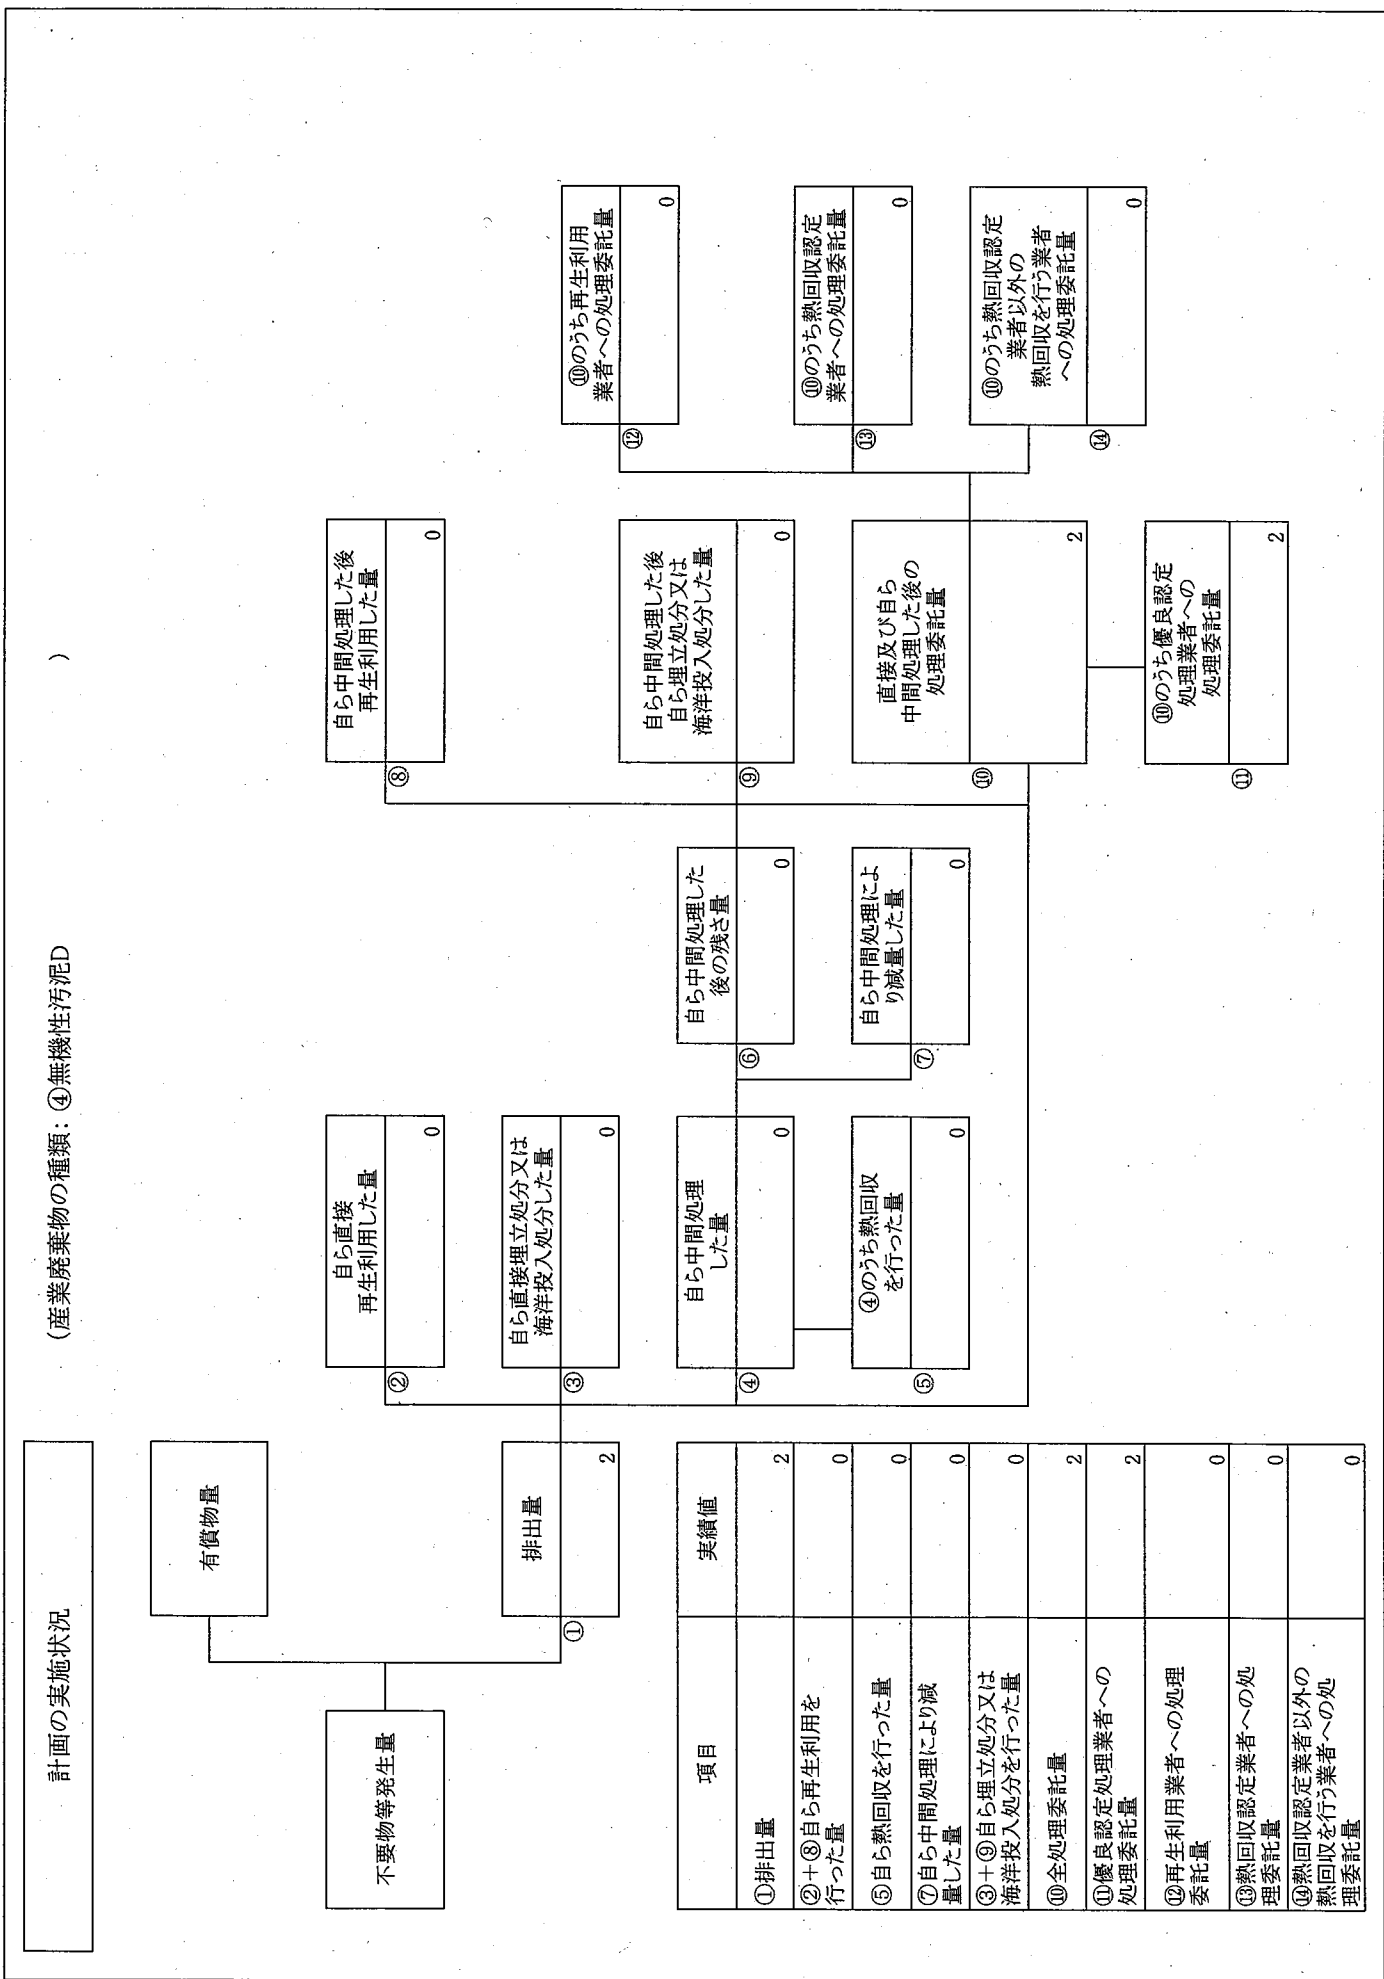 計画の実施状況
(産業廃棄物の種類：④無機性汚泥D
)
不要物等発生量
有償物量
①
排出量
2
②
自ら直接
再生利用した量
0
③
自ら直接埋立処分又は
海洋投入処分した量
0
④
自ら中間処理
した量
0
⑤
④のうち熱回収
を行った量
0
⑥
自ら中間処理した
後の残さ量
0
⑦
自ら中間処理によ
り減量した量
0
⑧
自ら中間処理した後
再生利用した量
0
⑨
自ら中間処理した後
自ら埋立処分又は
海洋投入処分した量
0
⑩
直接及び自ら
中間処理した後の
処理委託量
2
⑪
⑩のうち優良認定
処理業者への
処理委託量
2
⑫
⑩のうち再生利用
業者への処理委託量
0
⑬
⑩のうち熱回収認定
業者への処理委託量
0
⑭
⑩のうち熱回収認定
業者以外の
熱回収を行う業者
への処理委託量
0
項目 実績値
①排出量 2
②+⑧自ら再生利用を
行った量 0
⑤自ら熱回収を行った量 0
⑦自ら中間処理により減
量した量 0
③+⑨自ら埋立処分又は
海洋投入処分を行った量 0
⑩全処理委託量 2
⑪優良認定処理業者への
処理委託量 2
⑫再生利用業者への処理
委託量 0
⑬熱回収認定業者への処
理委託量 0
⑭熱回収認定業者以外の
熱回収を行う業者への処
理委託量 0